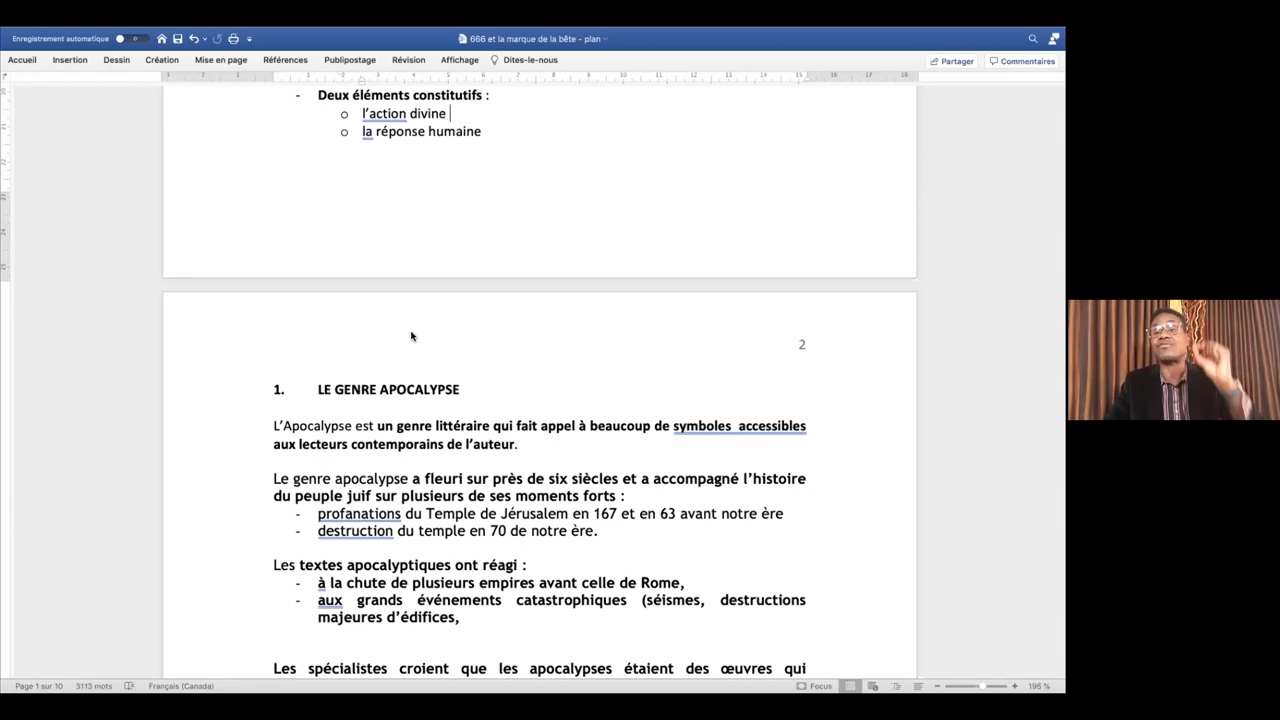 Enregistrement automatique
666 et la marque de la bête - plan
Accueil Insertion Dessin Création Mise en page Références Publipostage Révision Affichage Dites-le-nous Partager Commentaires
- Deux éléments constitutifs :
o l'action divine
o la réponse humaine
2
1. LE GENRE APOCALYPSE
L'Apocalypse est un genre littéraire qui fait appel à beaucoup de symboles accessibles
aux lecteurs contemporains de l'auteur.
Le genre apocalypse a fleuri sur près de six siècles et a accompagné l'histoire
du peuple juif sur plusieurs de ses moments forts :
- profanations du Temple de Jérusalem en 167 et en 63 avant notre ère
- destruction du temple en 70 de notre ère.
Les textes apocalyptiques ont réagi :
- à la chute de plusieurs empires avant celle de Rome,
- aux grands événements catastrophiques (séismes, destructions
majeures d'édifices,
Les spécialistes croient que les apocalypses étaient des œuvres qui
Page 1 sur 10 3113 mots Français (Canada) Focus 195 %